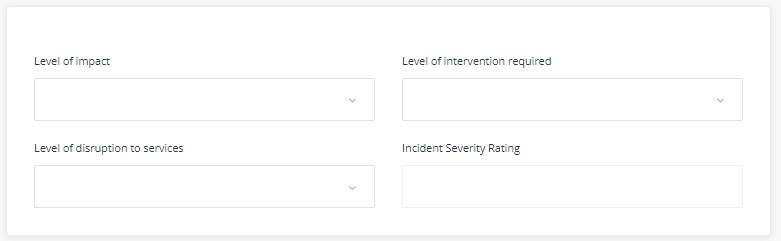 Level of impact
Level of intervention required
Level of disruption to services
Incident Severity Rating